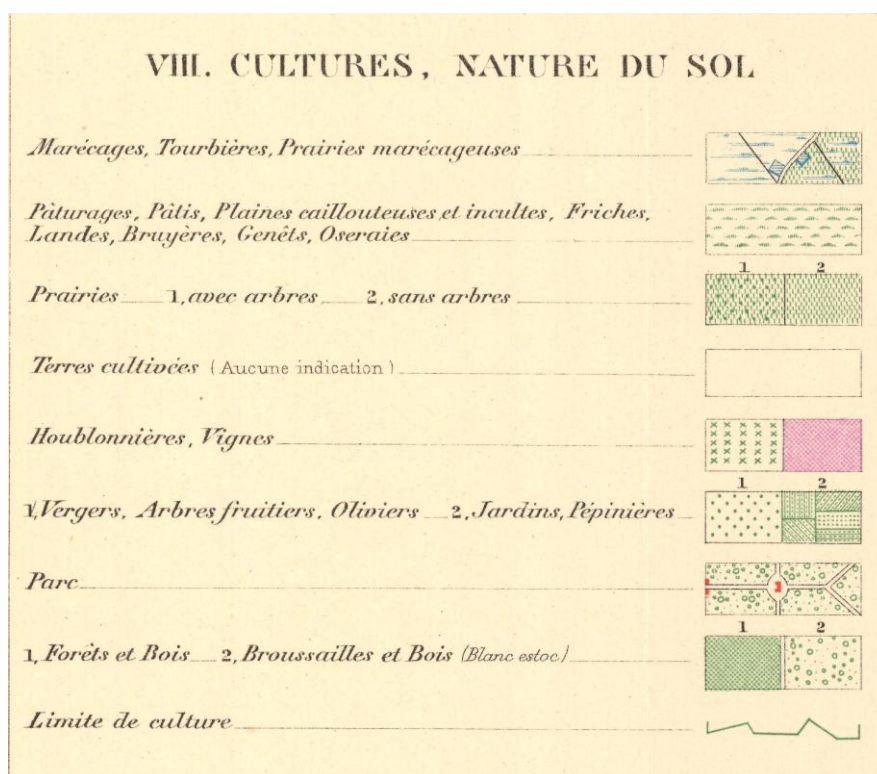 VIII. CULTURES, NATURE DU SOL
Marécages, Tourbières, Prairies marécageuses
Pâturages, Pâtis, Plaines caillouteuses et incultes, Friches,
Landes, Bruyères, Genêts, Oseraies
1 2
Prairies 1, avec arbres 2, sans arbres
Terres cultivées (Aucune indication)
Houblonnières, Vignes
1 2
1, Vergers, Arbres fruitiers, Oliviers 2, Jardins, Pépinières
Parc
1 2
1, Forêts et Bois 2, Broussailles et Bois (Blanc estoc)
Limite de culture